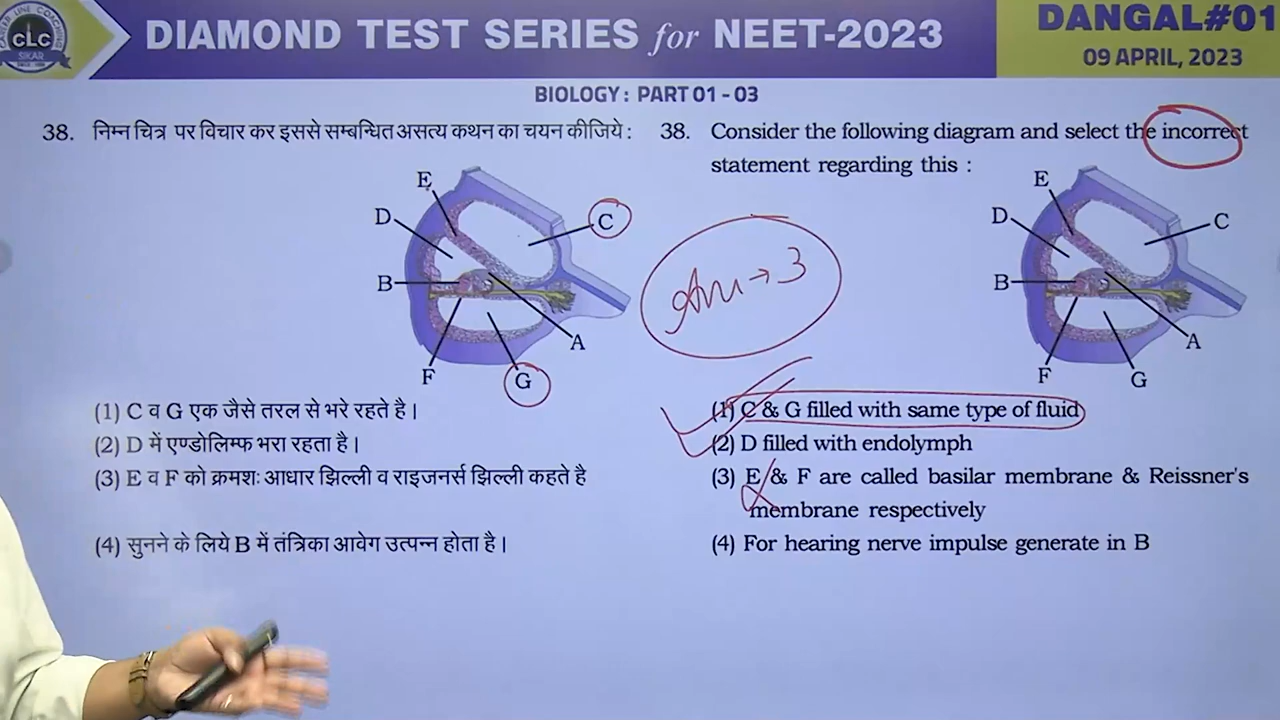 CLC
SIKAR
DIAMOND TEST SERIES for NEET-2023
DANGAL#01
09 APRIL, 2023
BIOLOGY : PART 01 - 03
38. निम्न चित्र पर विचार कर इससे सम्बन्धित असत्य कथन का चयन कीजिये :
E
D
C
B
A
F
G
(1) C व G एक जैसे तरल से भरे रहते है।
(2) D में एण्डोलिम्फ भरा रहता है।
(3) E व F को क्रमशः आधार झिल्ली व राइजनर्स झिल्ली कहते है
(4) सुनने के लिये B में तंत्रिका आवेग उत्पन्न होता है।
Ans → 3
38. Consider the following diagram and select the incorrect
statement regarding this :
E
D
C
B
A
F
G
(1) C & G filled with same type of fluid
(2) D filled with endolymph
(3) E & F are called basilar membrane & Reissner's
membrane respectively
(4) For hearing nerve impulse generate in B